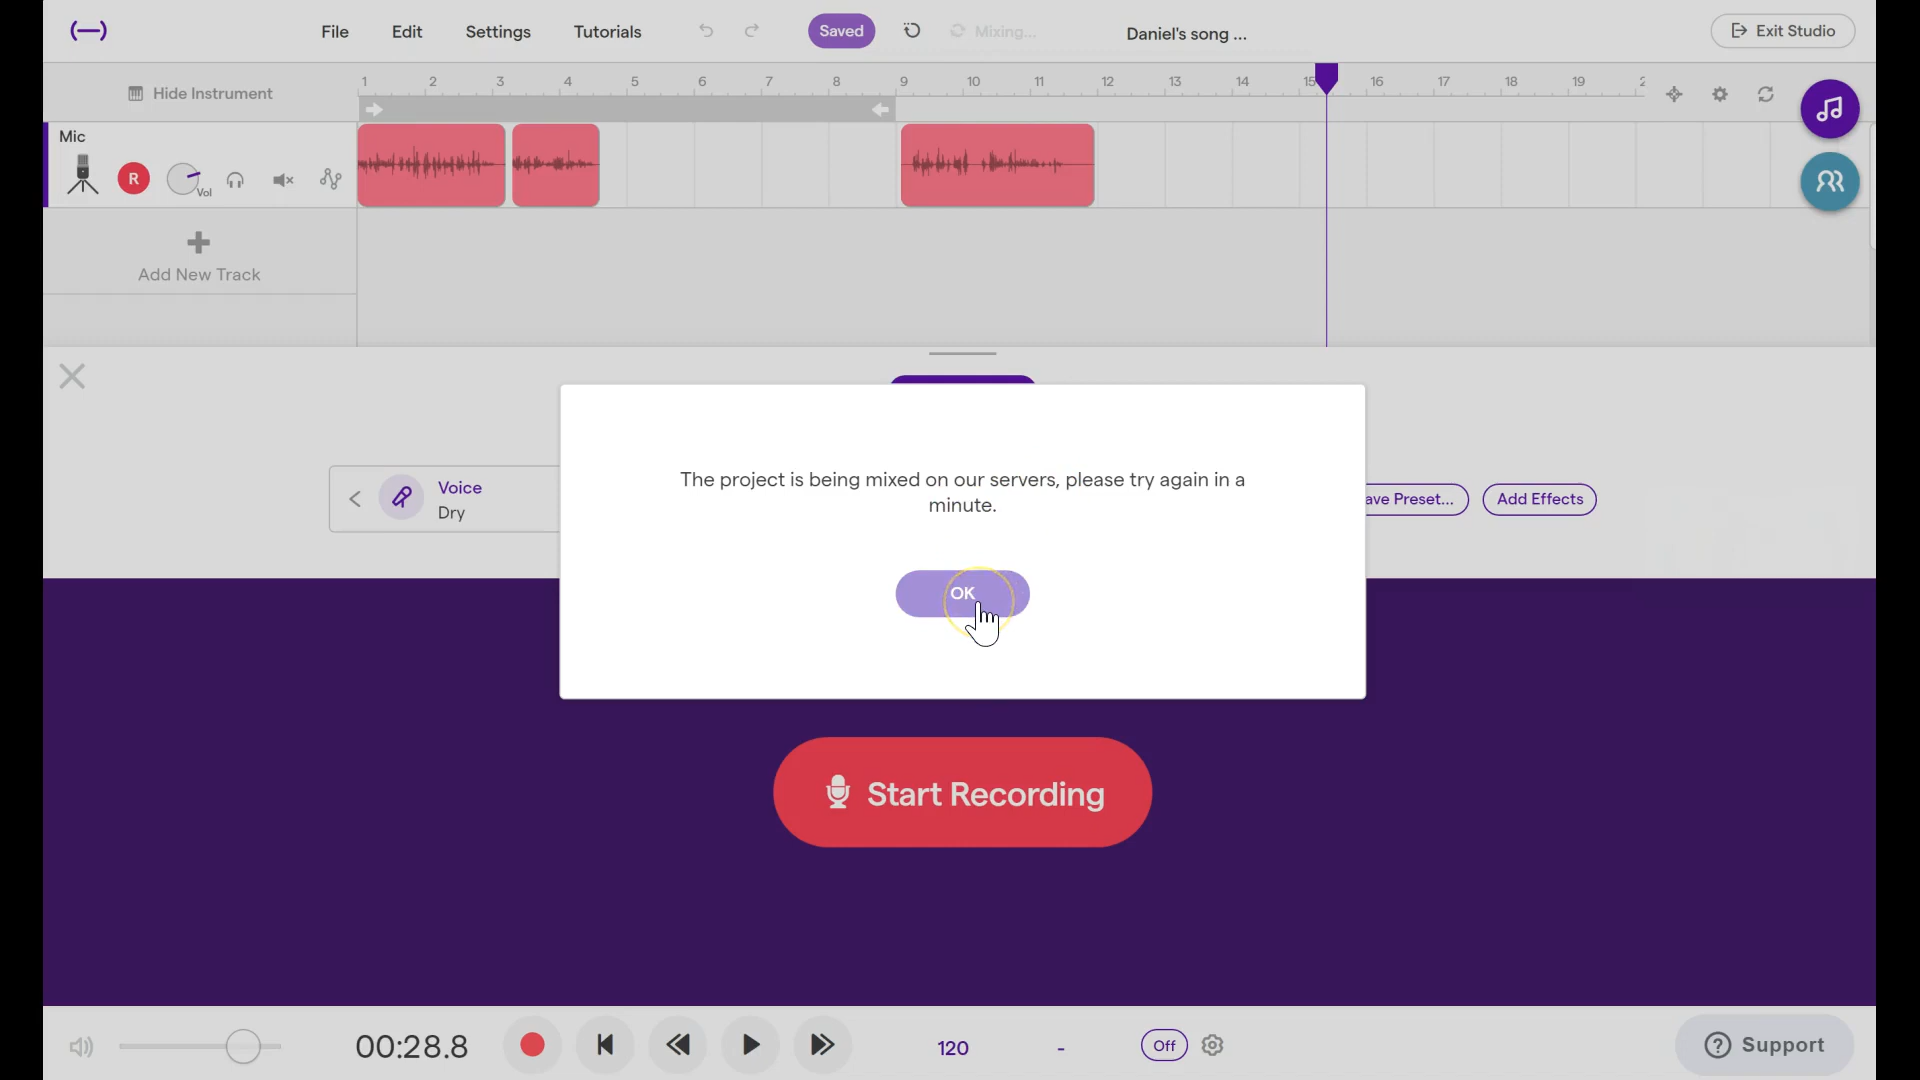 File Edit Settings Tutorials Saved Mixing... Daniel's song ... Exit Studio
Hide Instrument 1 2 3 4 5 6 7 8 9 10 11 12 13 14 15 16 17 18 19
Mic
R Vol
Add New Track
The project is being mixed on our servers, please try again in a
minute.
Voice
Dry
ave Preset... Add Effects
OK
Start Recording
00:28.8 120 - Off Support